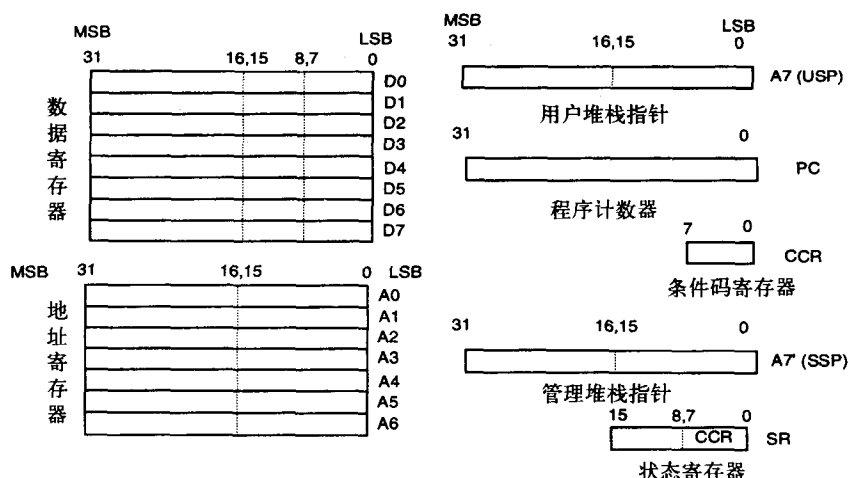 MSB
LSB
31 16,15 8,7 0
数据寄存器
D0
D1
D2
D3
D4
D5
D6
D7
MSB 31 16,15 0 LSB
地址寄存器
A0
A1
A2
A3
A4
A5
A6
MSB LSB
31 16,15 0
A7 (USP)
用户堆栈指针
31 0
PC
程序计数器
7 0
CCR
条件码寄存器
31 16,15 0
A7' (SSP)
管理堆栈指针
15 8,7 0
CCR SR
状态寄存器